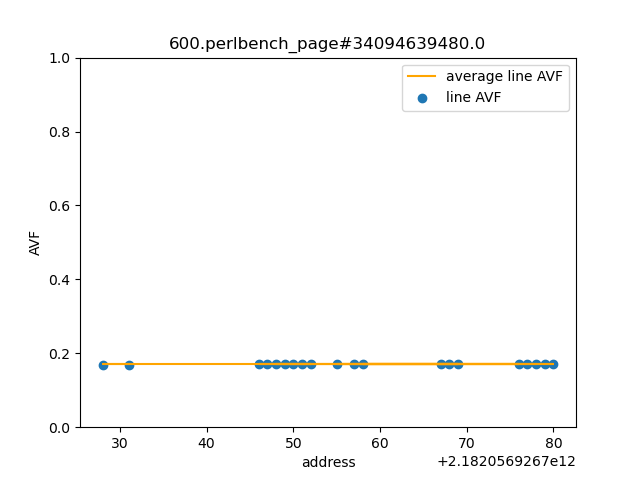 600.perlbench_page#34094639480.0
average line AVF
line AVF
AVF
1.0
0.8
0.6
0.4
0.2
0.0
30 40 50 60 70 80
address
+2.1820569267e12